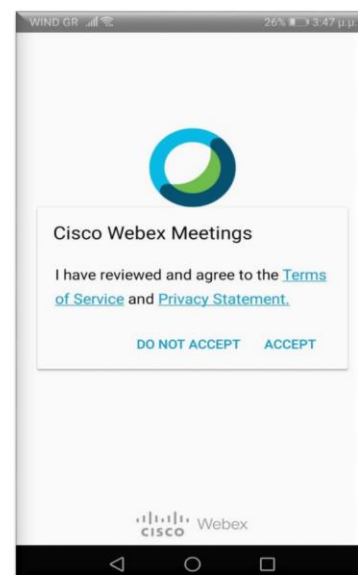 WIND GR 26% 3:47 μ.μ.
Cisco Webex Meetings
I have reviewed and agree to the Terms
of Service and Privacy Statement.
DO NOT ACCEPT ACCEPT
CISCO Webex